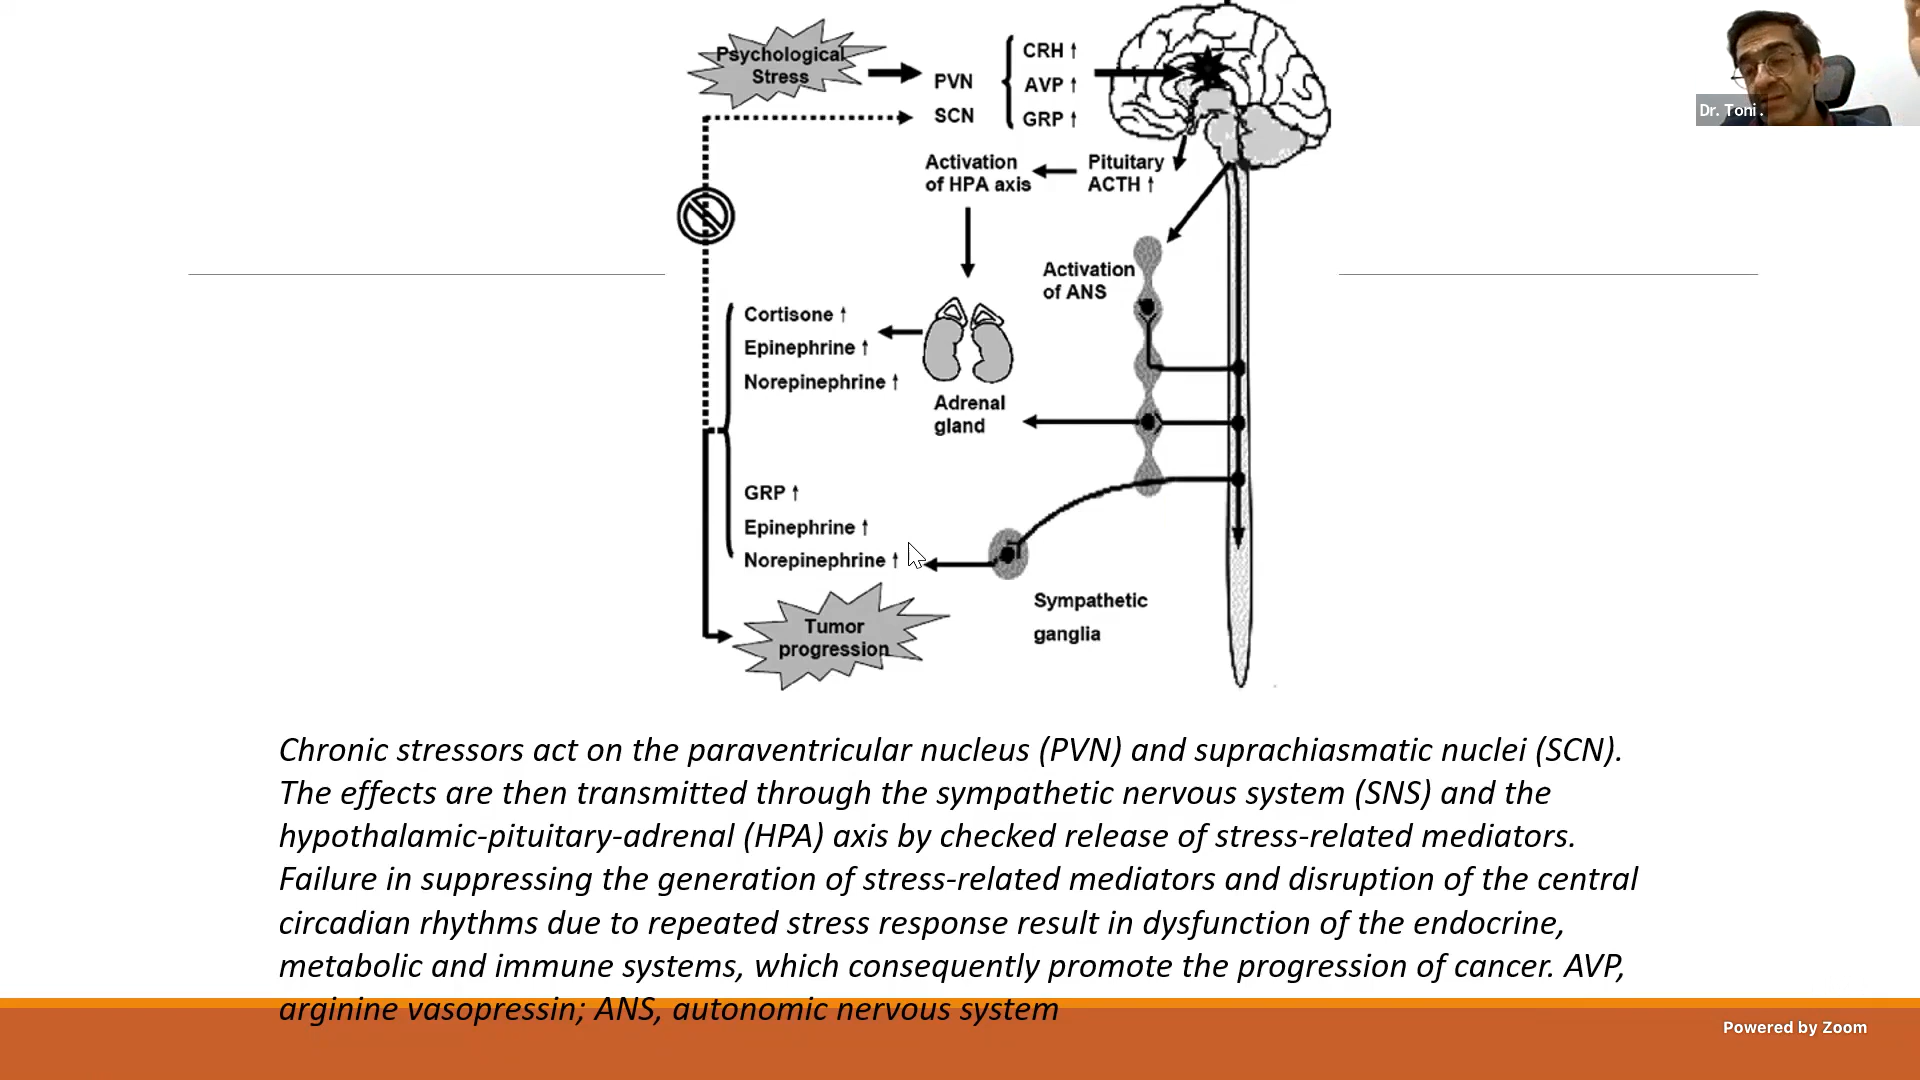 Psychological
Stress
PVN
SCN
CRH ↑
AVP ↑
GRP ↑
Activation
of HPA axis
Pituitary
ACTH ↑
Activation
of ANS
Cortisone ↑
Epinephrine ↑
Norepinephrine ↑
Adrenal
gland
GRP ↑
Epinephrine ↑
Norepinephrine ↑
Sympathetic
ganglia
Tumor
progression
Chronic stressors act on the paraventricular nucleus (PVN) and suprachiasmatic nuclei (SCN).
The effects are then transmitted through the sympathetic nervous system (SNS) and the
hypothalamic-pituitary-adrenal (HPA) axis by checked release of stress-related mediators.
Failure in suppressing the generation of stress-related mediators and disruption of the central
circadian rhythms due to repeated stress response result in dysfunction of the endocrine,
metabolic and immune systems, which consequently promote the progression of cancer. AVP,
arginine vasopressin; ANS, autonomic nervous system
Dr. Toni .
Powered by Zoom